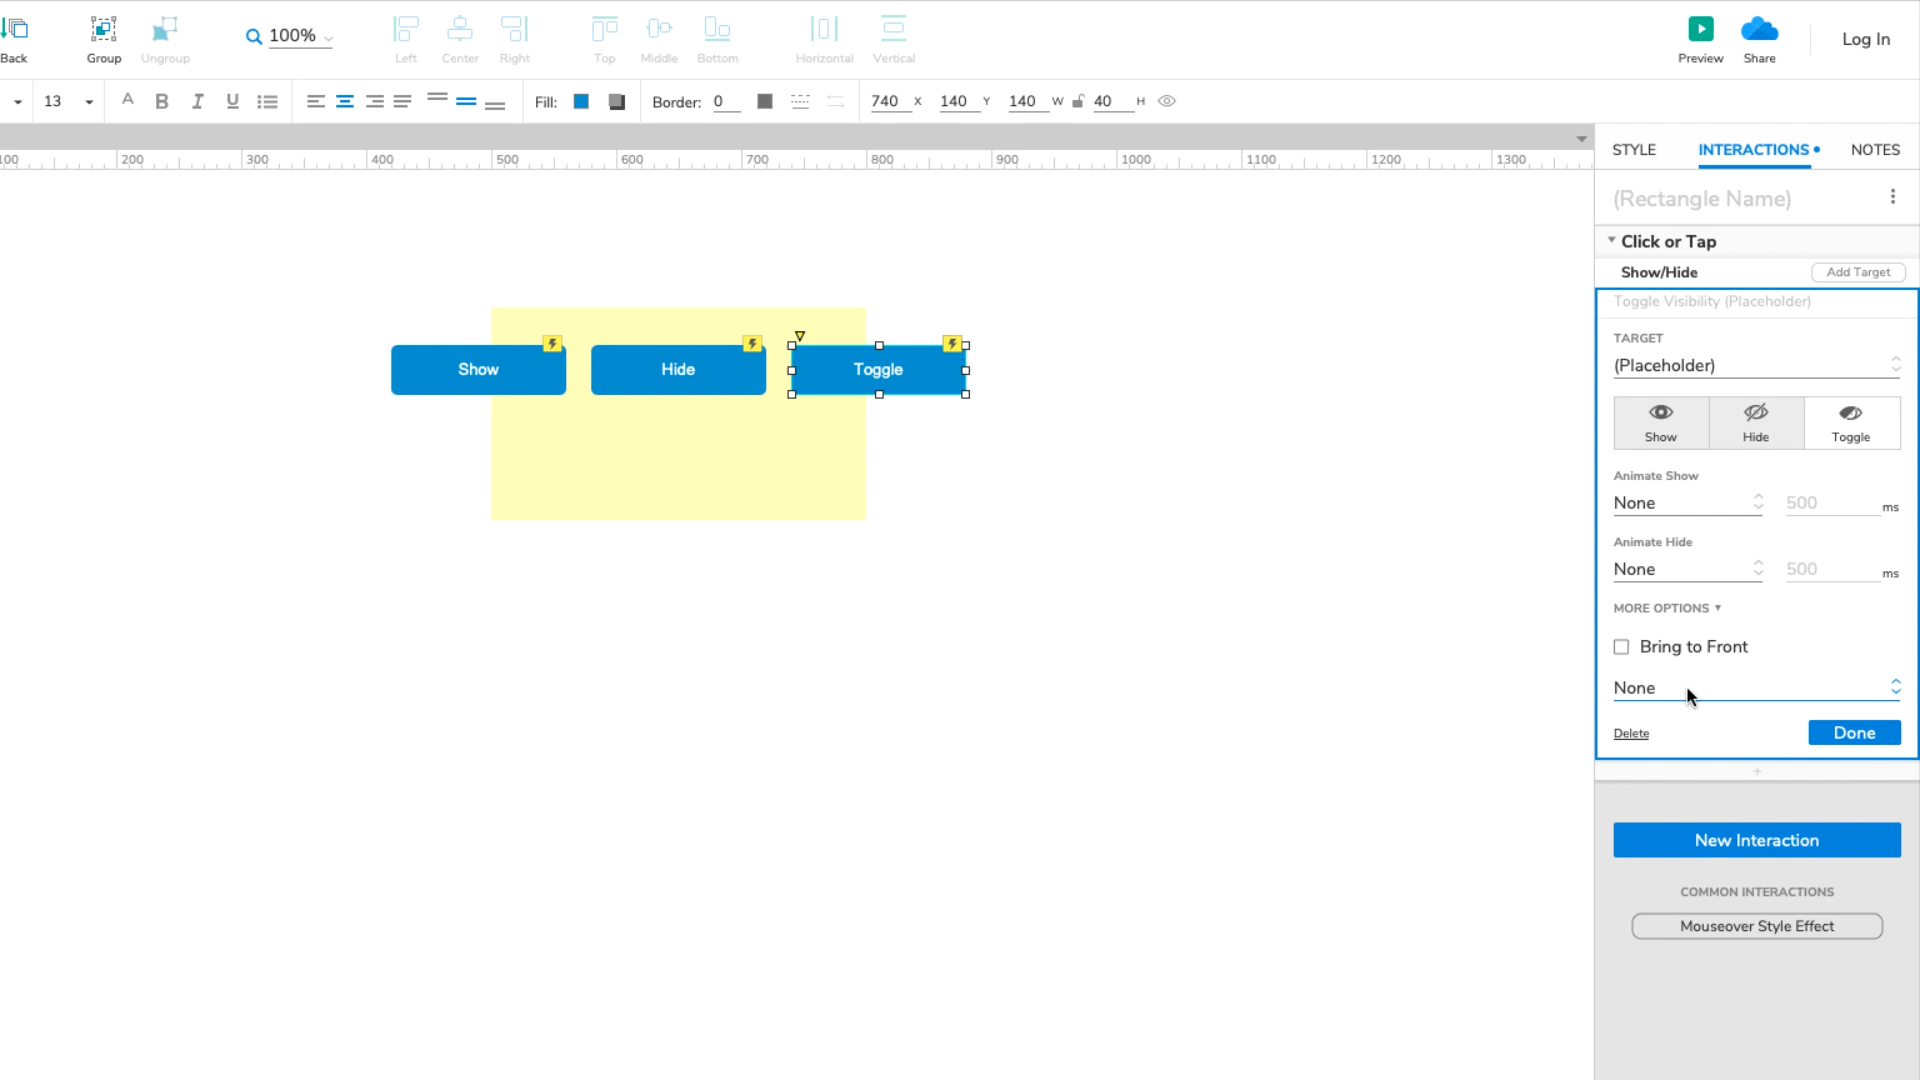 Back Group Ungroup 100% Left Center Right Top Middle Bottom Horizontal Vertical Preview Share Log In
13 A B I U Fill: Border: 0 740 X 140 Y 140 W 40 H
100 200 300 400 500 600 700 800 900 1000 1100 1200 1300
STYLE INTERACTIONS NOTES
(Rectangle Name)
Click or Tap
Show/Hide Add Target
Toggle Visibility (Placeholder)
TARGET
(Placeholder)
Show Hide Toggle
Show Hide Toggle
Animate Show
None 500 ms
Animate Hide
None 500 ms
MORE OPTIONS
Bring to Front
None
Delete Done
+
New Interaction
COMMON INTERACTIONS
Mouseover Style Effect